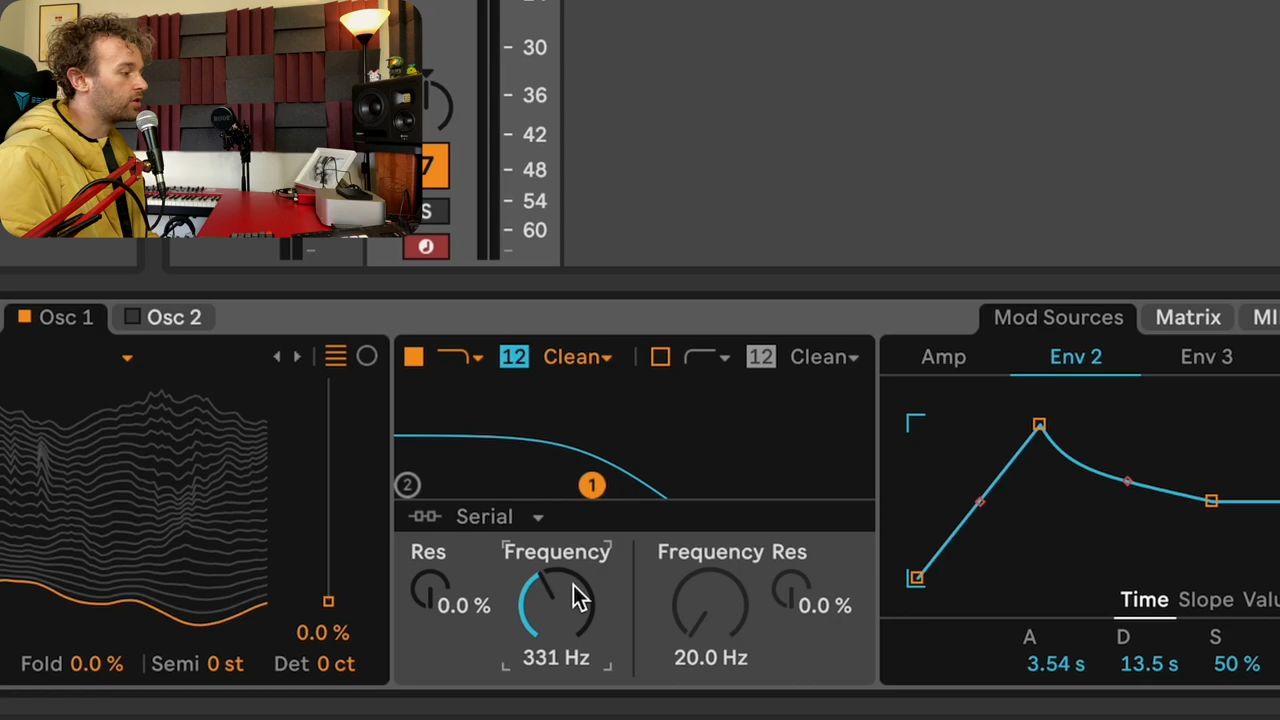 30
36
42
48
54
60
7
S
Osc 1
Osc 2
Mod Sources
Matrix
MI
12
Clean
12
Clean
Amp
Env 2
Env 3
2
1
Serial
Res
Frequency
Frequency
Res
0.0 %
0.0 %
331 Hz
20.0 Hz
0.0 %
Fold 0.0 %
Semi 0 st
Det 0 ct
Time
Slope
Valu
A
D
S
3.54 s
13.5 s
50 %